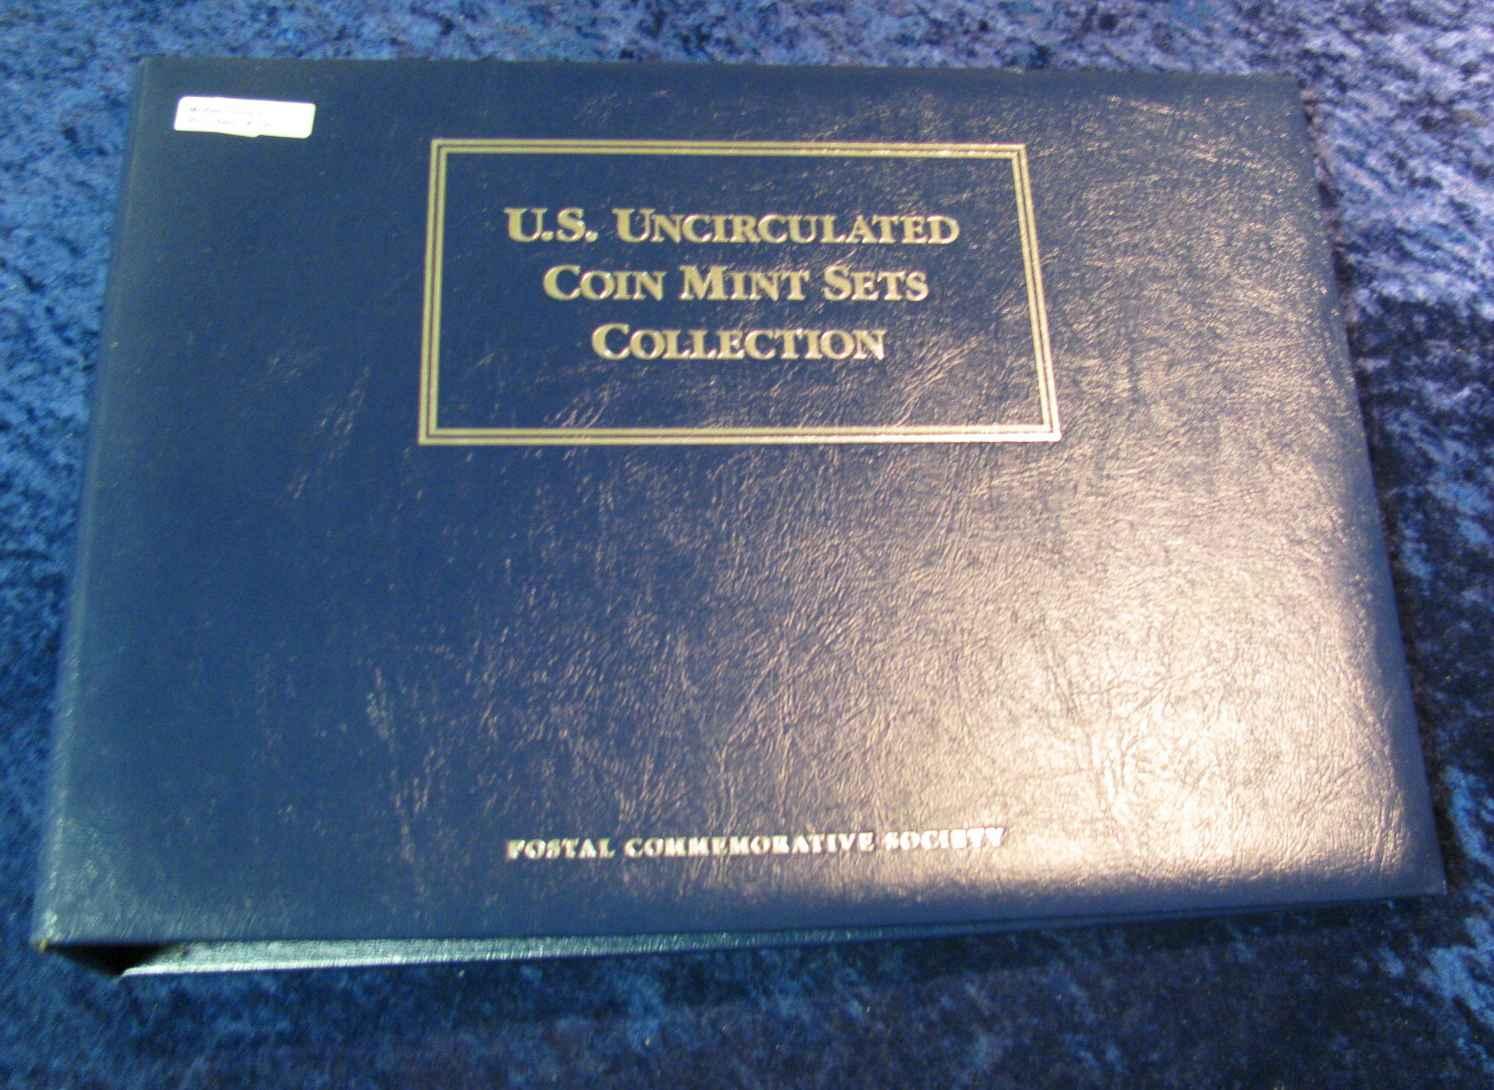 U.S. UNCIRCULATED
COIN MINT SETS
COLLECTION
POSTAL COMMEMORATIVE SOCIETY